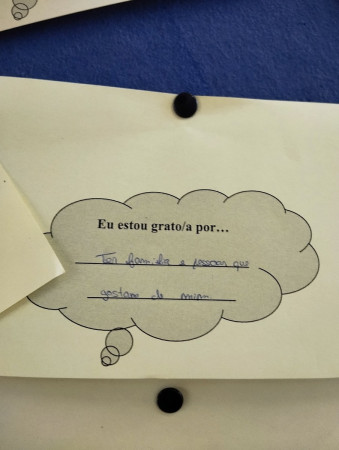 Eu estou grato/a por...
Ter família e pessoas que
gostam de mim